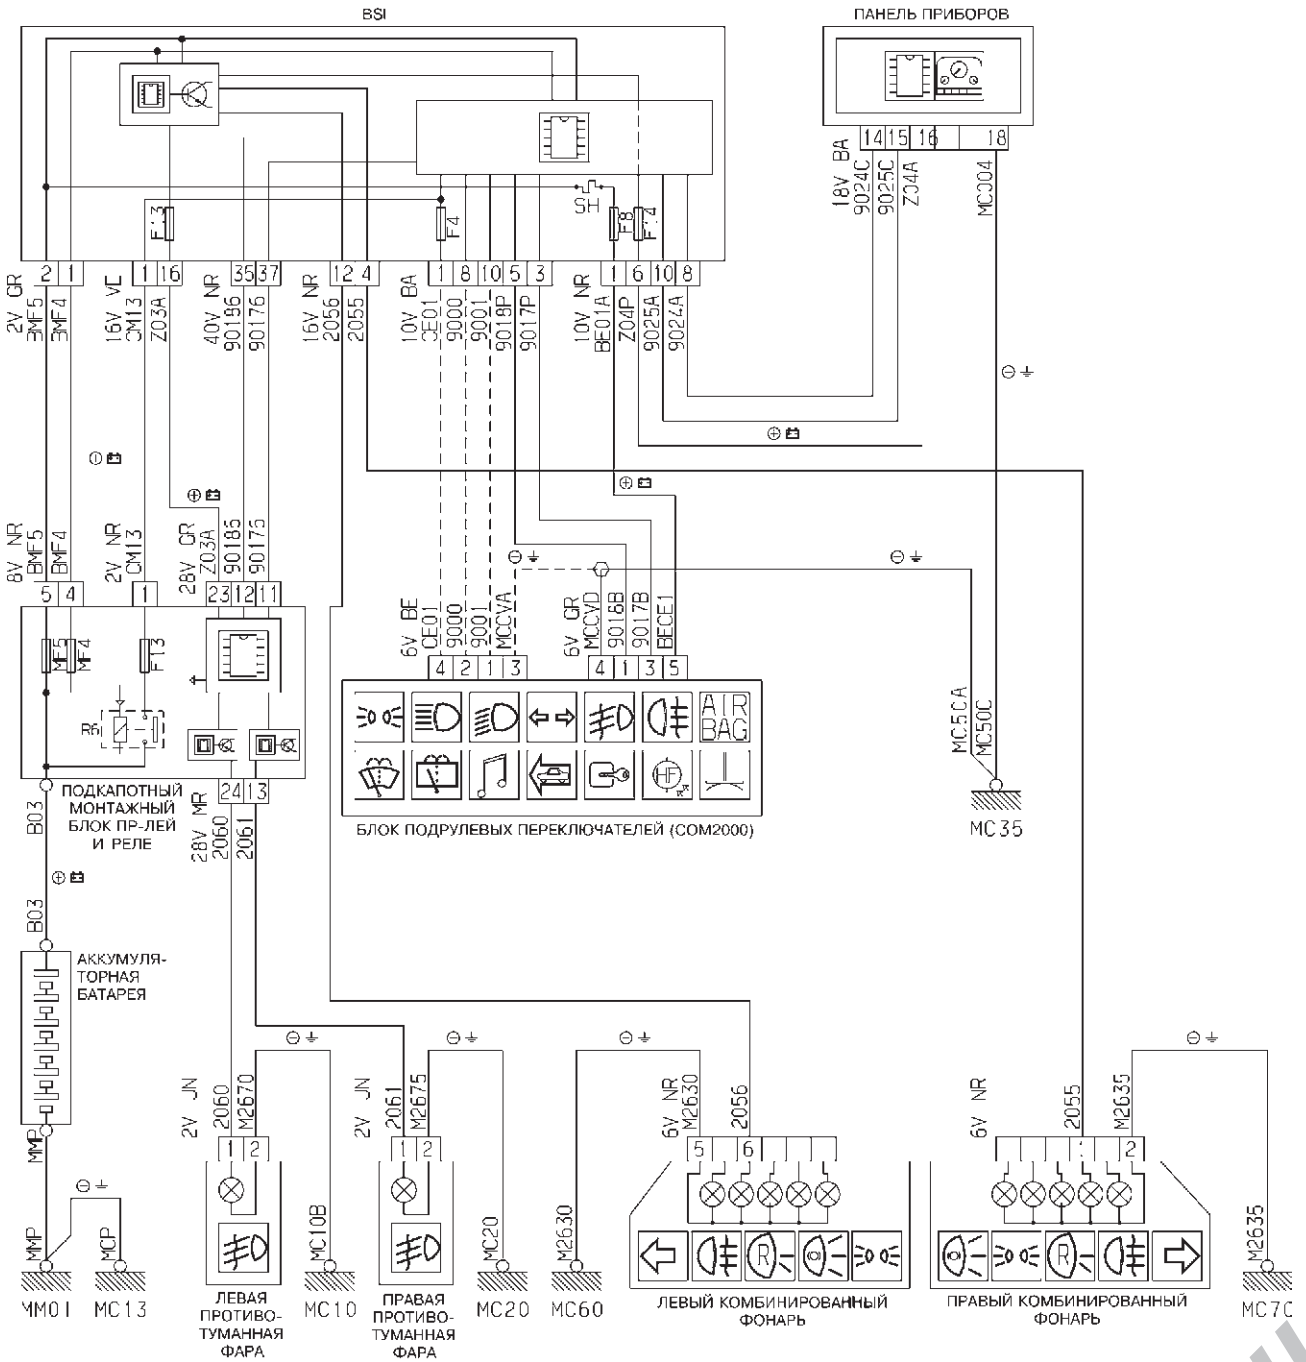 BSI
ПАНЕЛЬ ПРИБОРОВ
14 15 16 18
18V BA
9024C
9025C
Z04A
MC004
SH
F13
F4
F8
F14
2 1
1 16
35 37
12 4
1 8 10 5 3
1 6 10 8
2V GR
BMF5
BMF4
16V VE
CM13
Z03A
40V NR
90186
90176
16V NR
2056
2055
10V BA
CE01
9000
9001
9018P
9017P
10V NR
BE01A
Z04P
9025A
9024A
8V NR
BMF5
BMF4
2V NR
CM13
28V GR
Z03A
90186
90176
5 4
1
23 12 11
MF5
MF4
F13
R6
6V BE
CE01
9000
9001
MCCVA
6V GR
MCCVD
9018B
9017B
BECE1
4 2 1 3
4 1 3 5
AIR
BAG
HF
БЛОК ПОДРУЛЕВЫХ ПЕРЕКЛЮЧАТЕЛЕЙ (COM2000)
MC50A
MC50C
MC35
ПОДКАПОТНЫЙ
МОНТАЖНЫЙ
БЛОК ПР-ЛЕЙ
И РЕЛЕ
24 13
28V MR
2060
2061
B03
B03
АККУМУЛЯ-
ТОРНАЯ
БАТАРЕЯ
MMP
MMP
MCP
MM01
MC13
2V JN
2060
M2670
1 2
MC10B
MC10
ЛЕВАЯ
ПРОТИВО-
ТУМАННАЯ
ФАРА
2V JN
2061
M2675
1 2
MC20
MC20
ПРАВАЯ
ПРОТИВО-
ТУМАННАЯ
ФАРА
M2630
MC60
6V NR
M2630
2056
5 6
R
ЛЕВЫЙ КОМБИНИРОВАННЫЙ
ФОНАРЬ
6V NR
2055
M2635
1 2
R
ПРАВЫЙ КОМБИНИРОВАННЫЙ
ФОНАРЬ
M2635
MC70